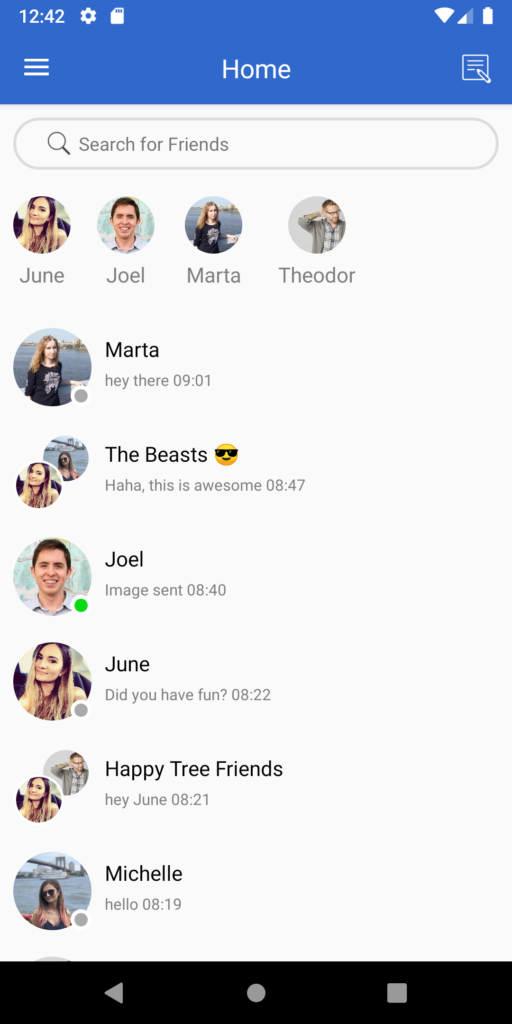 12:42
Home
Search for Friends
June Joel Marta Theodor
Marta
hey there 09:01
The Beasts 😎
Haha, this is awesome 08:47
Joel
Image sent 08:40
June
Did you have fun? 08:22
Happy Tree Friends
hey June 08:21
Michelle
hello 08:19